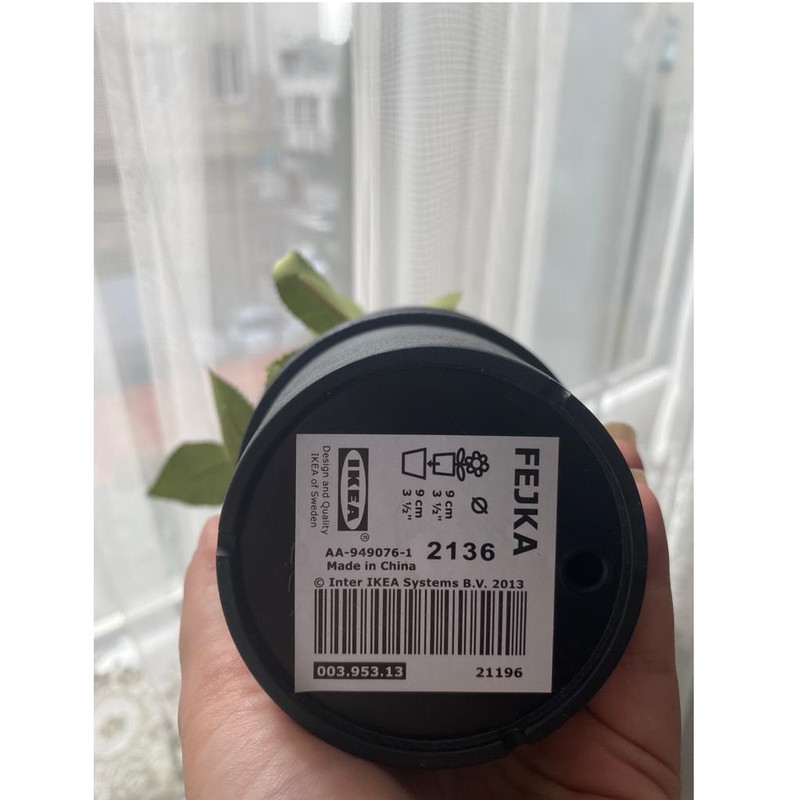 FEJKA
Ø
9 cm
3 ½"
9 cm
3 ½"
IKEA®
Design and Quality
IKEA of Sweden
AA-949076-1 2136
Made in China
© Inter IKEA Systems B.V. 2013
003.953.13 21196